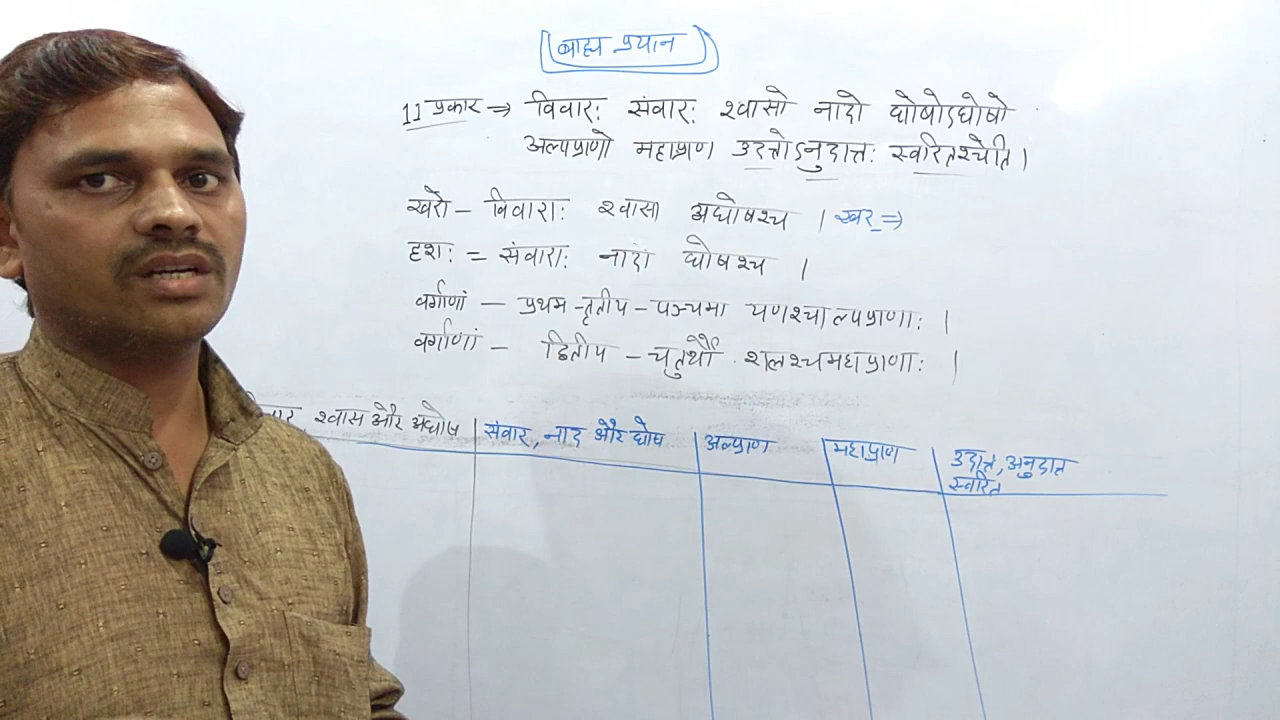 बाह्य प्रयत्न
11 प्रकार ⇒ विवारः संवारः श्वासो नादो घोषोऽघोषो
अल्पप्राणो महाप्राण उदात्तोऽनुदात्तः स्वरितश्चेति।
खरो - विवाराः श्वासा अघोषश्च । खर् ⇒
हशः = संवाराः नादा घोषश्च ।
वर्गाणां – प्रथम-तृतीय-पञ्चमा यणश्चाल्पप्राणाः ।
वर्गाणां – द्वितीय - चतुर्थौ शलश्चमहाप्राणाः ।
श्वास और अघोष | संवार, नाद और घोष | अल्पप्राण | महाप्राण | उदात्त, अनुदात्त
स्वरित